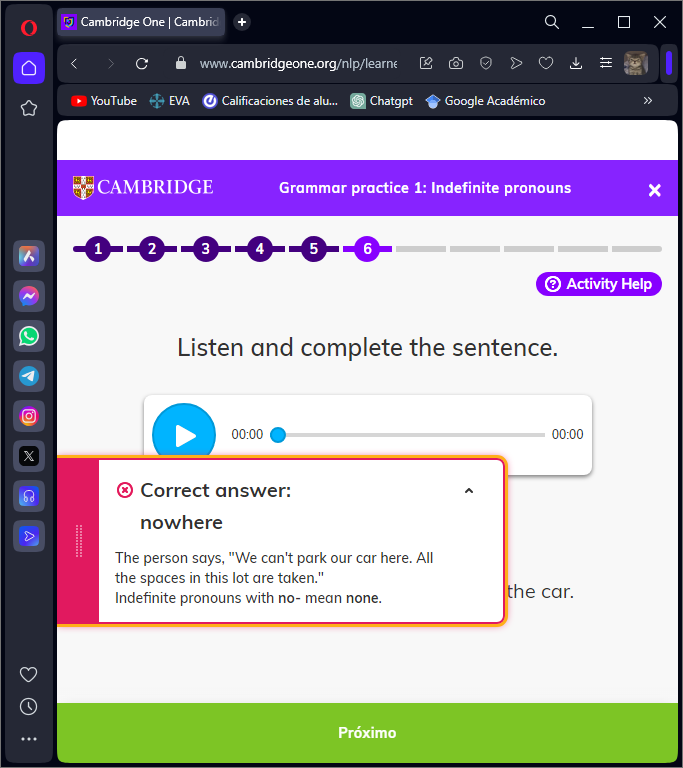 Cambridge One | Cambrid
www.cambridgeone.org/nlp/learne
YouTube
EVA
Calificaciones de alu...
Chatgpt
Google Académico
»
CAMBRIDGE
Grammar practice 1: Indefinite pronouns
1
2
3
4
5
6
Activity Help
Listen and complete the sentence.
00:00
00:00
Correct answer:
nowhere
The person says, "We can't park our car here. All
the spaces in this lot are taken."
Indefinite pronouns with no- mean none.
the car.
Próximo